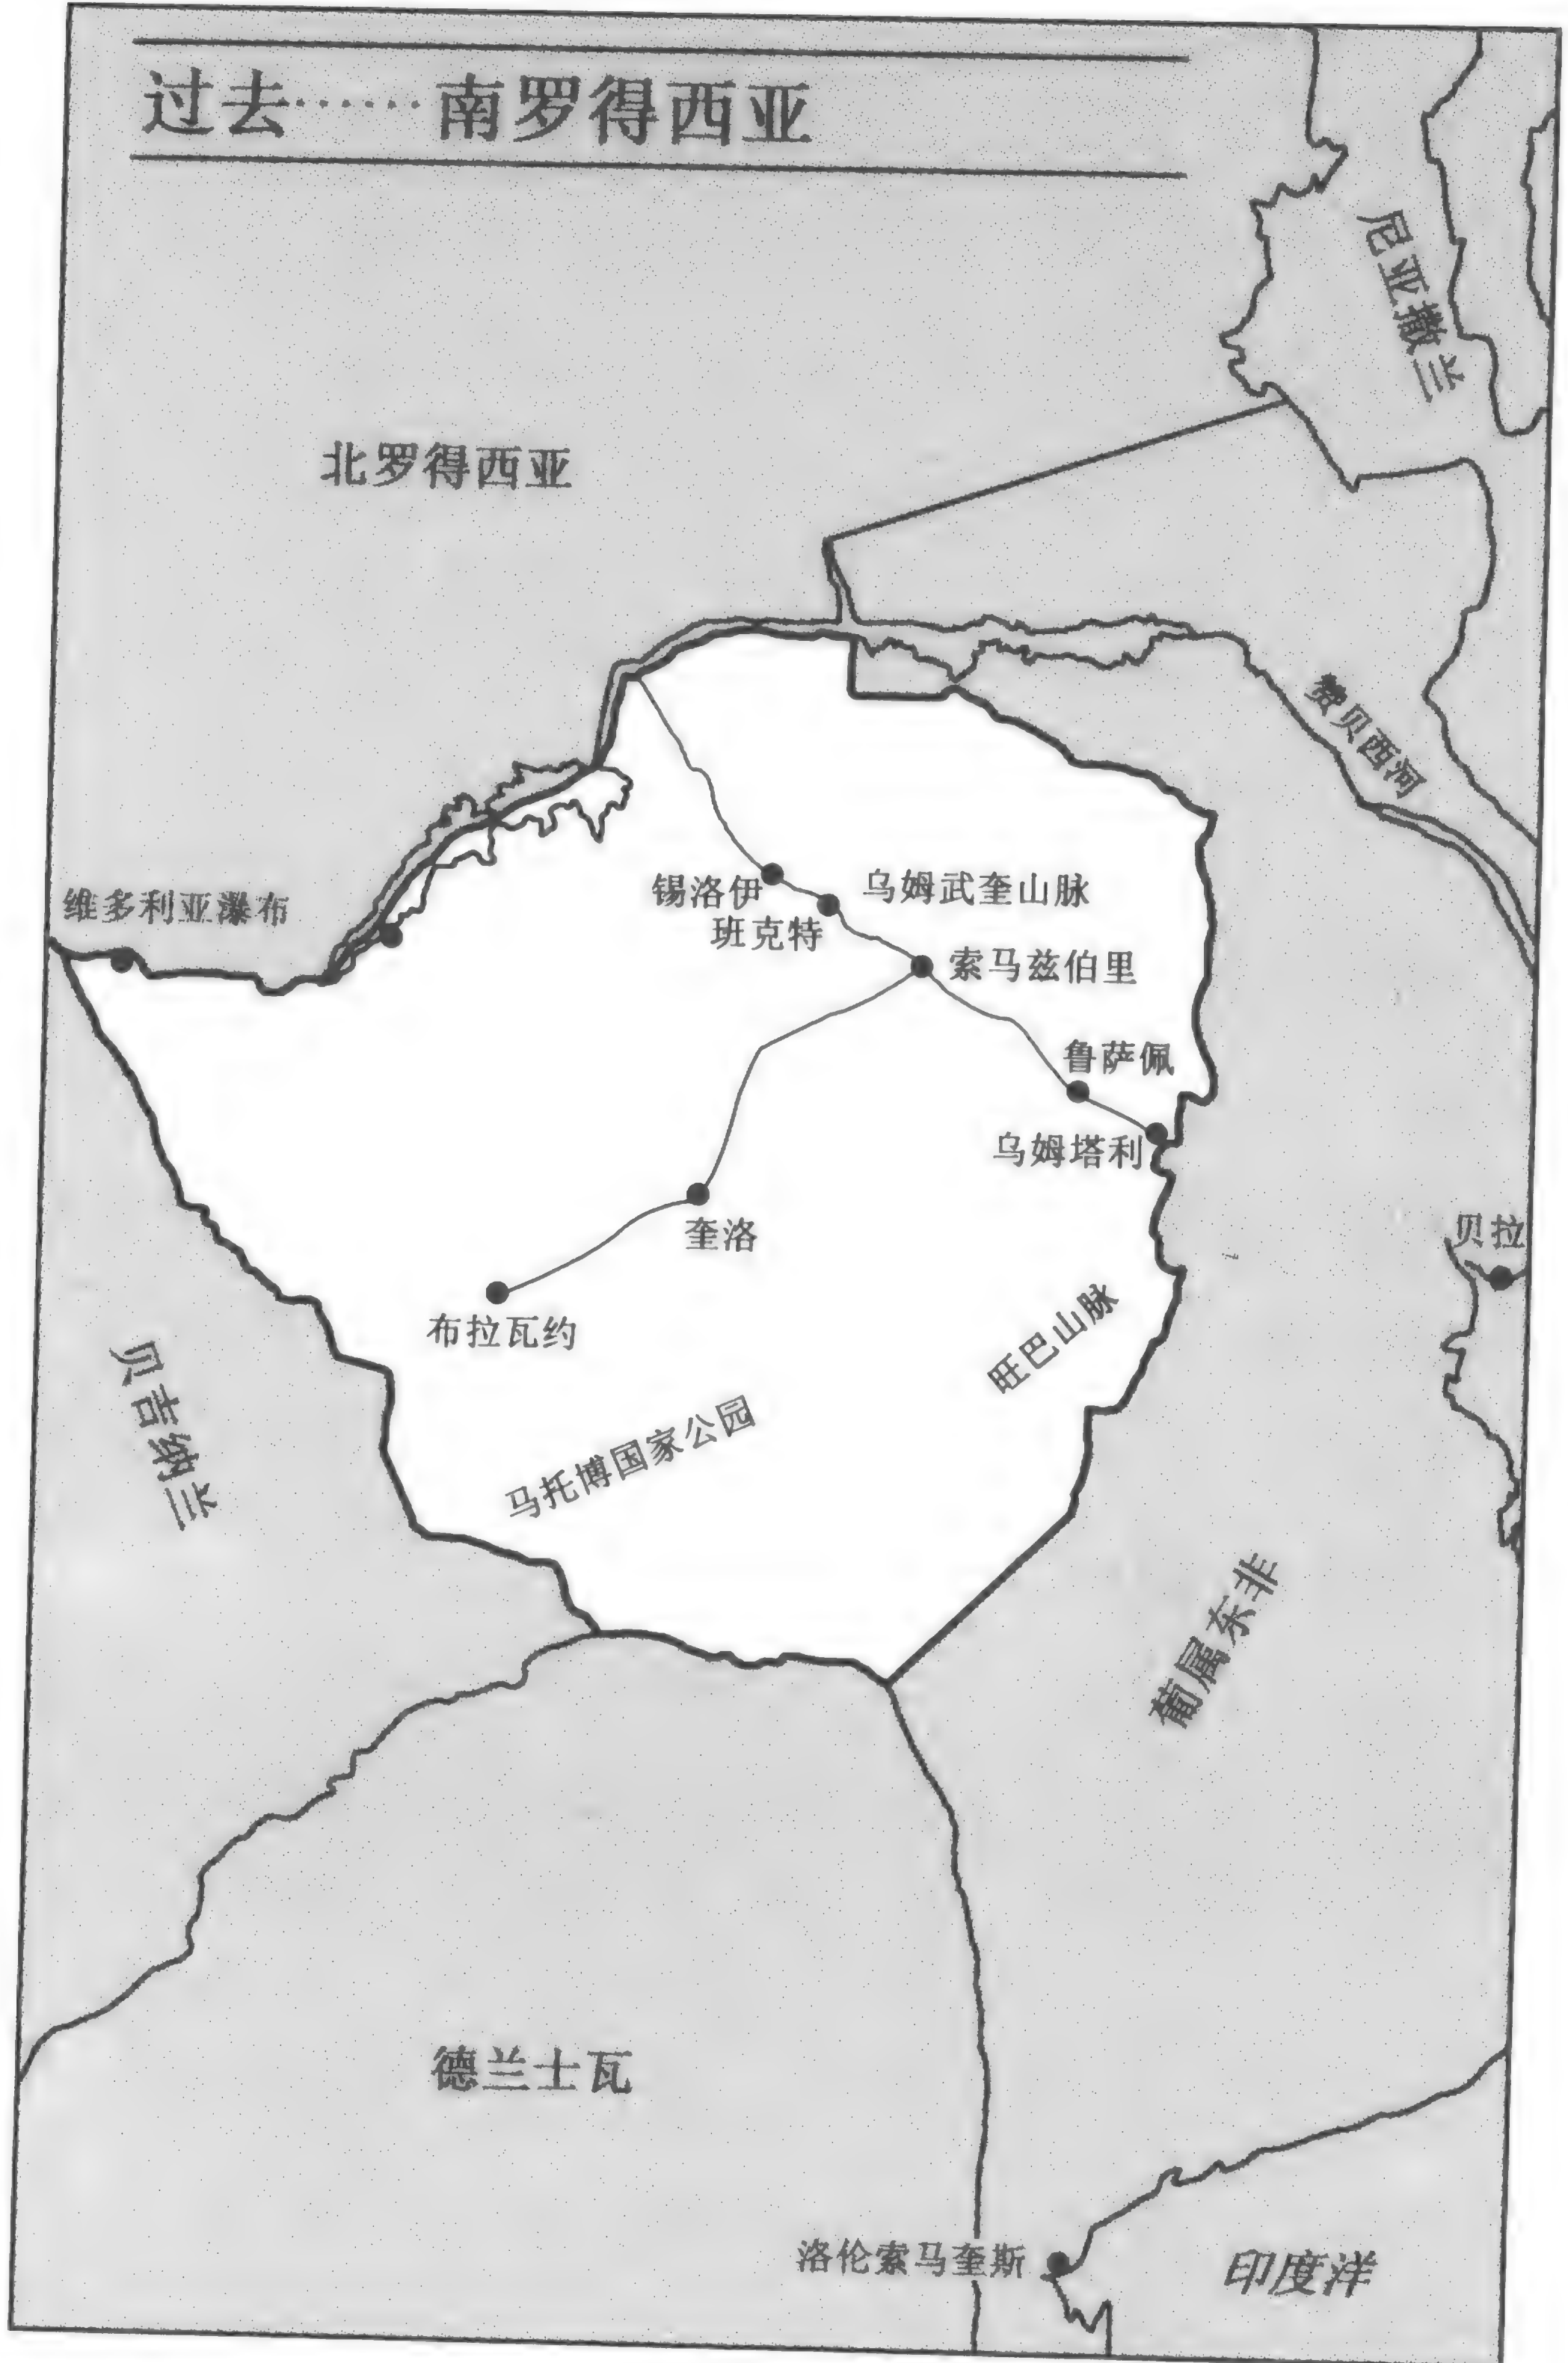 过去……南罗得西亚
尼亚撒兰
北罗得西亚
赞贝西河
维多利亚瀑布
锡洛伊
乌姆武奎山脉
班克特
索马兹伯里
鲁萨佩
乌姆塔利
贝拉
奎洛
布拉瓦约
旺巴山脉
贝吉纳兰
马托博国家公园
葡属东非
德兰士瓦
洛伦索马奎斯
印度洋